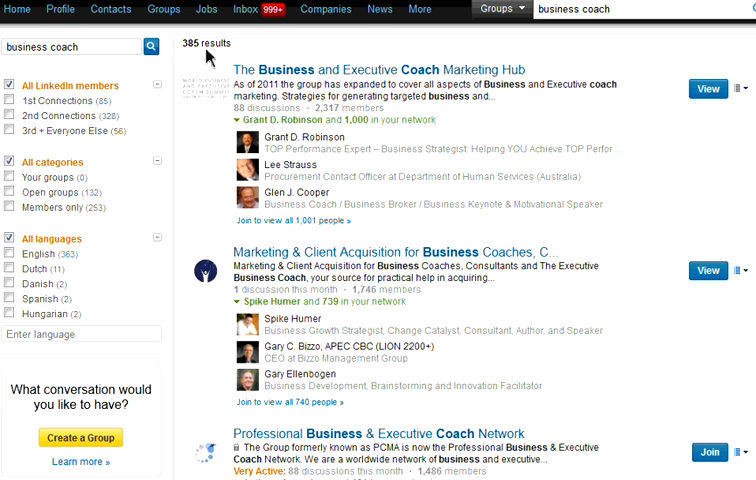 Home Profile Contacts Groups Jobs Inbox 999+ Companies News More Groups business coach
business coach
All LinkedIn members
1st Connections (85)
2nd Connections (328)
3rd + Everyone Else (56)
All categories
Your groups (0)
Open groups (132)
Members only (253)
All languages
English (363)
Dutch (11)
Danish (2)
Spanish (2)
Hungarian (2)
Enter language
What conversation would
you like to have?
Create a Group
Learn more »
385 results
The Business and Executive Coach Marketing Hub
As of 2011 the group has expanded to cover all aspects of Business and Executive coach
marketing. Strategies for generating targeted business and...
88 discussions · 2,317 members
Grant D. Robinson and 1,000 in your network
Grant D. Robinson
TOP Performance Expert – Business Strategist: Helping YOU Achieve TOP Perfor...
Lee Strauss
Procurement Contact Officer at Department of Human Services (Australia)
Glen J. Cooper
Business Coach / Business Broker / Business Keynote & Motivational Speaker
Join to view all 1,001 people »
View
Marketing & Client Acquisition for Business Coaches, C...
Marketing & Client Acquisition for Business Coaches, Consultants and The Executive
Business Coach, your source for practical help in acquiring...
1 discussion this month · 1,746 members
Spike Humer and 739 in your network
Spike Humer
Business Growth Strategist, Change Catalyst, Consultant, Author, and Speaker
Gary C. Bizzo, APEC CBC (LION 2200+)
CEO at Bizzo Management Group
Gary Ellenbogen
Business Development, Brainstorming and Innovation Facilitator
Join to view all 740 people »
View
Professional Business & Executive Coach Network
The Group formerly known as PCMA is now the Professional Business & Executive
Coach Network. We are a worldwide network of business and executive...
Very Active: 88 discussions this month · 1,486 members
Join